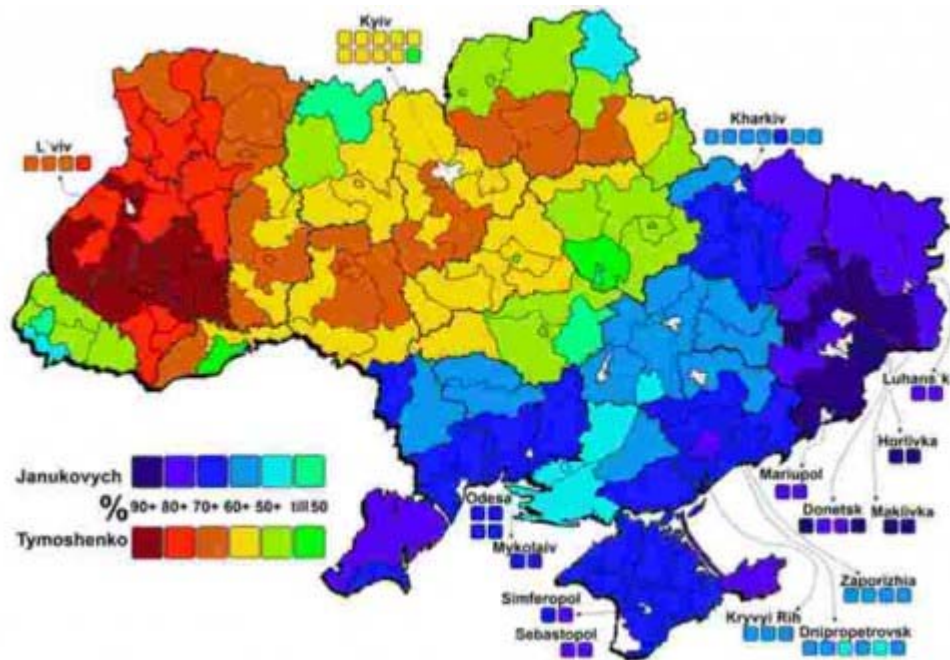 Kyiv
Kharkiv
L`viv
Luhans`k
Horlivka
Mariupol
Donetsk
Makiivka
Janukovych
% 90+ 80+ 70+ 60+ 50+ till 50
Tymoshenko
Odesa
Mykolaiv
Zaporizhia
Simferopol
Kryvyi Rih
Dnipropetrovsk
Sebastopol